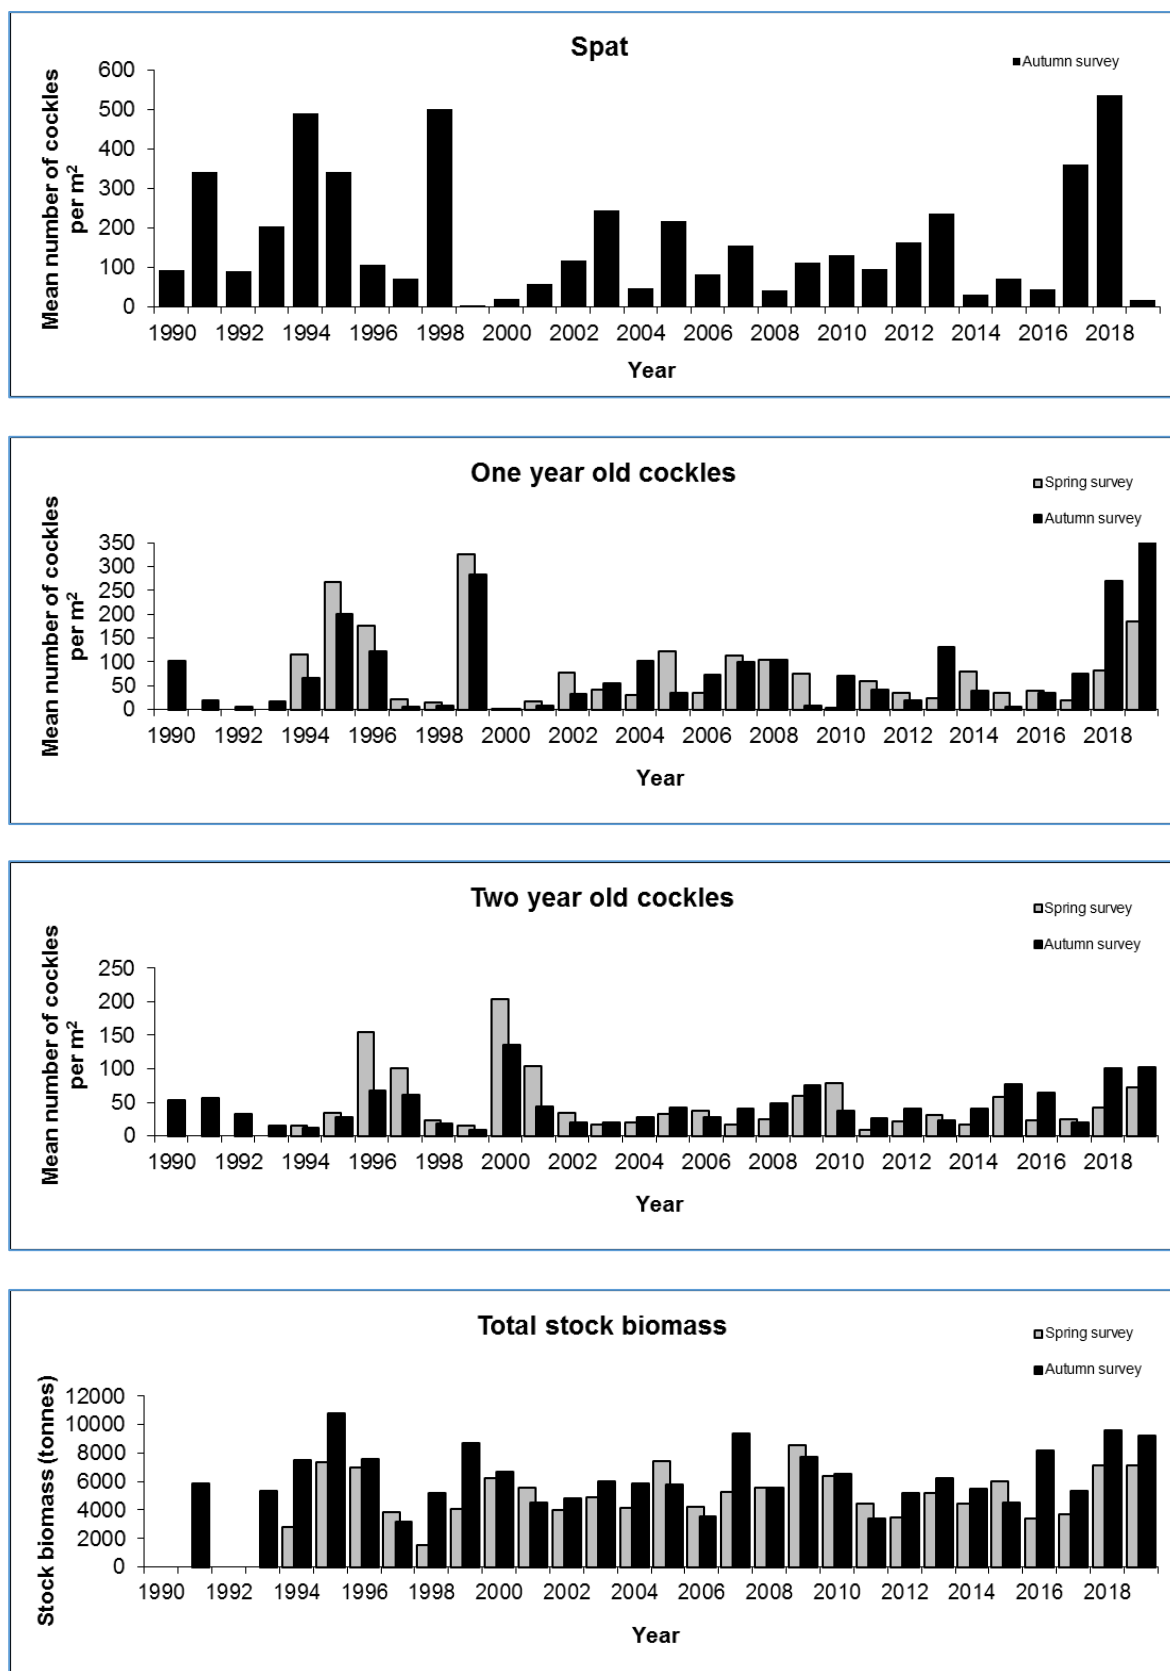 Spat
Autumn survey
Mean number of cockles
per m²
600
500
400
300
200
100
0
1990 1992 1994 1996 1998 2000 2002 2004 2006 2008 2010 2012 2014 2016 2018
Year
One year old cockles
Spring survey
Autumn survey
Mean number of cockles
per m²
350
300
250
200
150
100
50
0
1990 1992 1994 1996 1998 2000 2002 2004 2006 2008 2010 2012 2014 2016 2018
Year
Two year old cockles
Spring survey
Autumn survey
Mean number of cockles
per m²
250
200
150
100
50
0
1990 1992 1994 1996 1998 2000 2002 2004 2006 2008 2010 2012 2014 2016 2018
Year
Total stock biomass
Spring survey
Autumn survey
Stock biomass (tonnes)
12000
10000
8000
6000
4000
2000
0
1990 1992 1994 1996 1998 2000 2002 2004 2006 2008 2010 2012 2014 2016 2018
Year